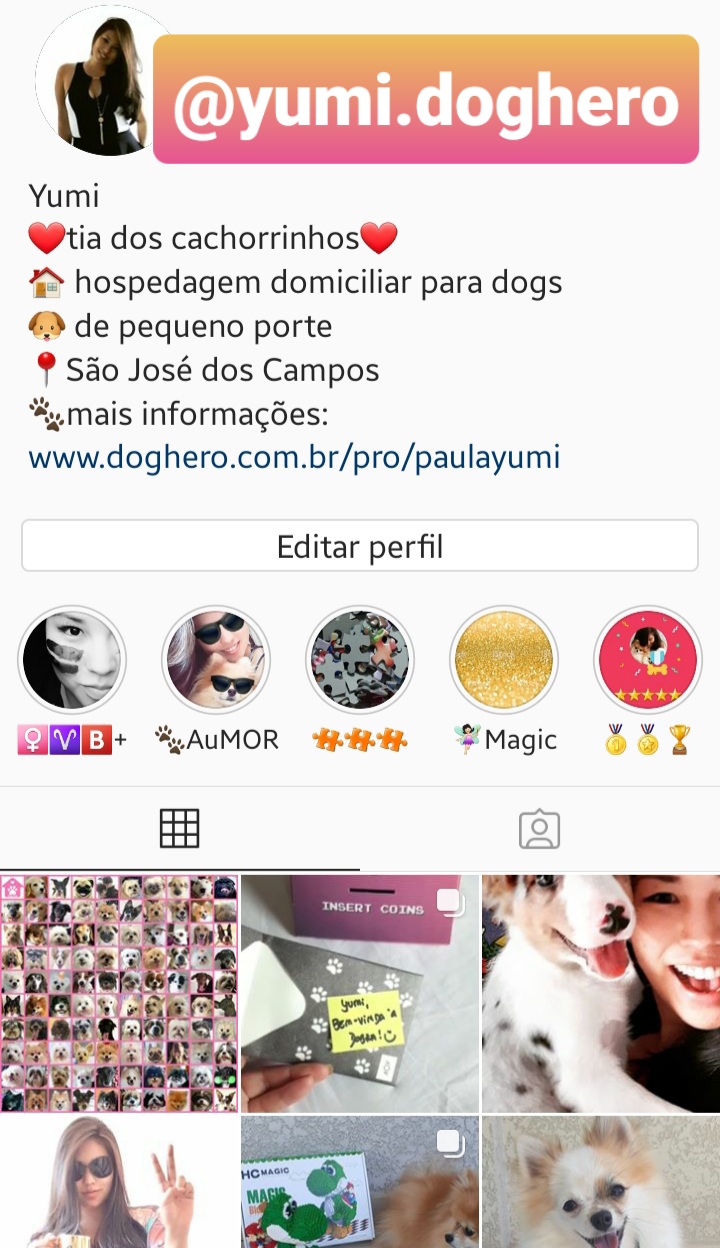 @yumi.doghero
Yumi
❤️tia dos cachorrinhos❤️
🏠 hospedagem domiciliar para dogs
🐶 de pequeno porte
📍São José dos Campos
🐾mais informações:
www.doghero.com.br/pro/paulayumi
Editar perfil
♀️♈🅱️+
🐾AuMOR
🧩🧩🧩
🧚🏻‍♀️Magic
🥇🏅🏆
INSERT COINS
Yumi,
Bem-vinda à
HC MAGIC
MAGIC